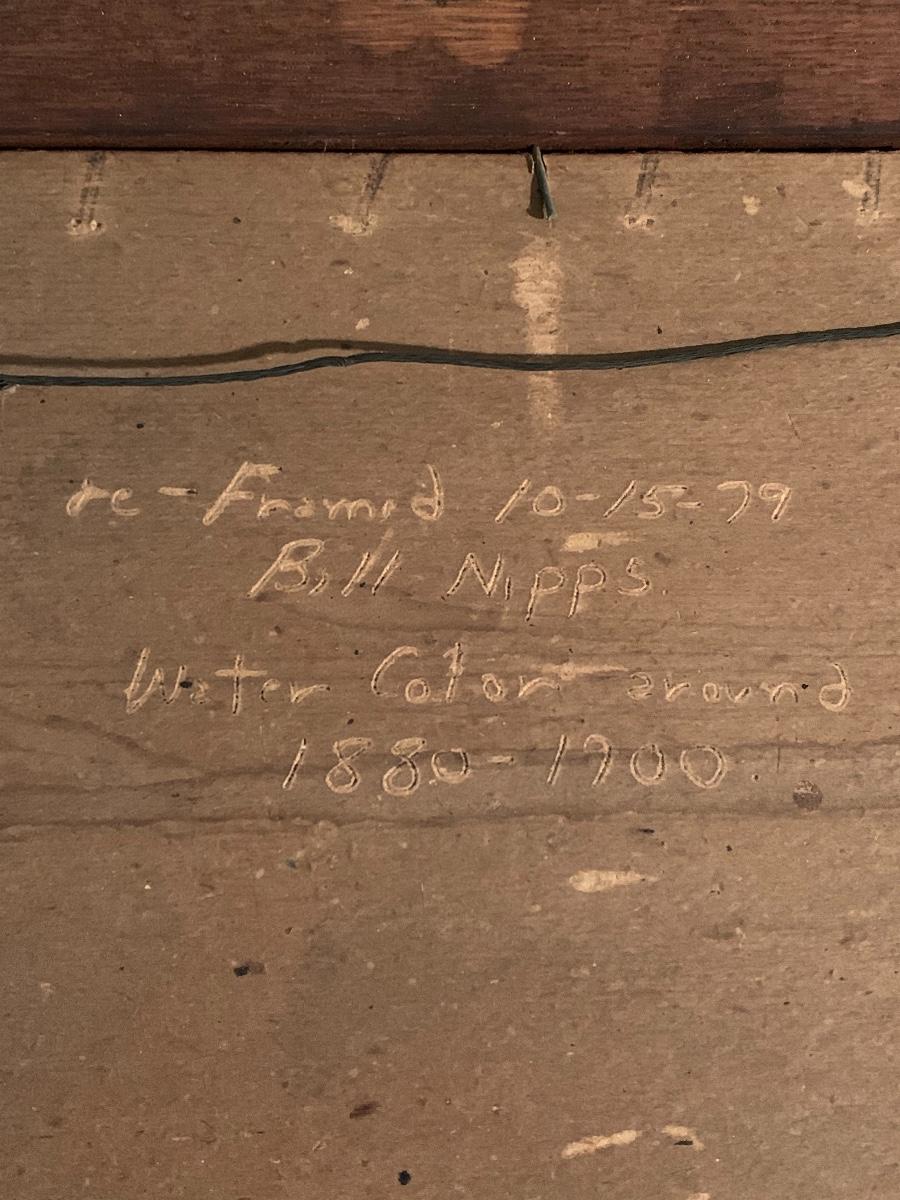 re-Framed 10-15-79
Bill Nipps.
Water Color around
1880-1900.